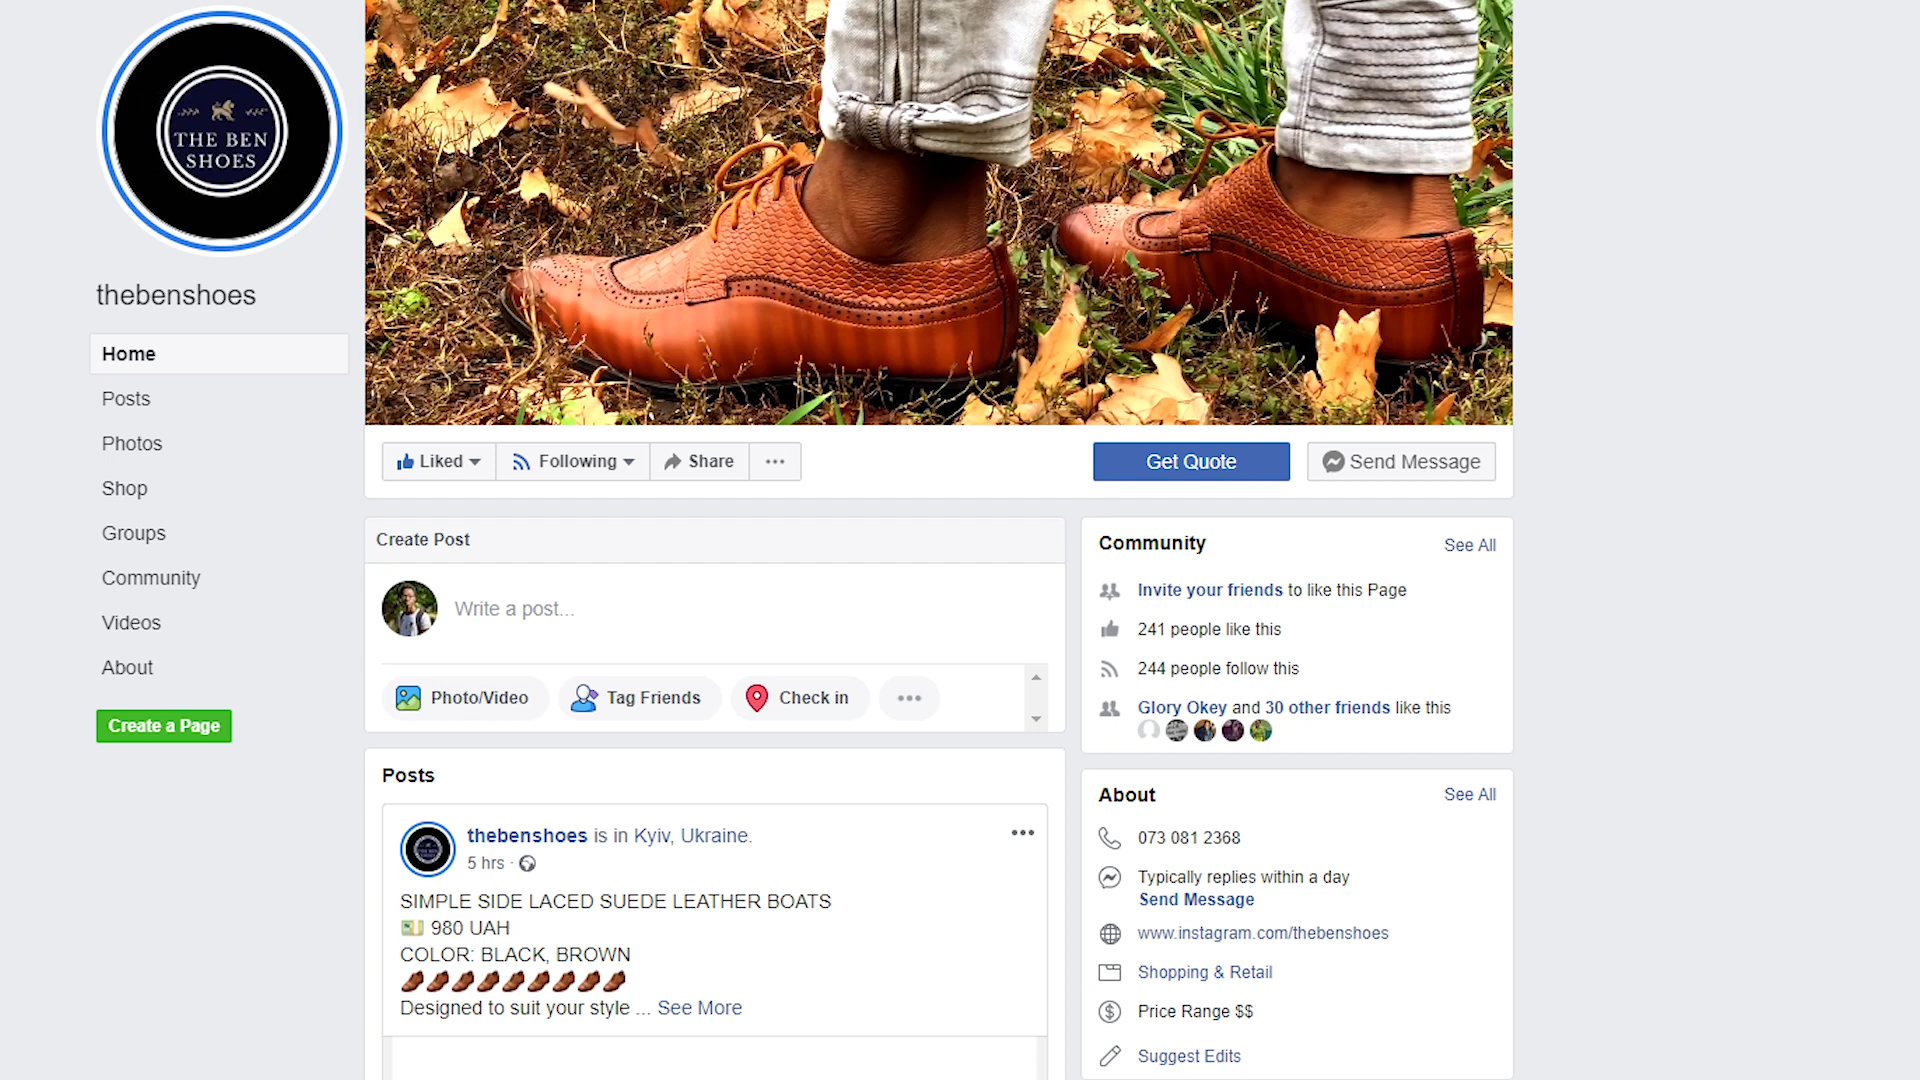 THE BEN
SHOES
thebenshoes
Home
Posts
Photos
Shop
Groups
Community
Videos
About
Create a Page
Liked
Following
Share
Get Quote
Send Message
Create Post
Write a post...
Photo/Video
Tag Friends
Check in
Posts
thebenshoes is in Kyiv, Ukraine.
5 hrs ·
SIMPLE SIDE LACED SUEDE LEATHER BOATS
980 UAH
COLOR: BLACK, BROWN
Designed to suit your style ... See More
Community
See All
Invite your friends to like this Page
241 people like this
244 people follow this
Glory Okey and 30 other friends like this
About
See All
073 081 2368
Typically replies within a day
Send Message
www.instagram.com/thebenshoes
Shopping & Retail
Price Range $$
Suggest Edits